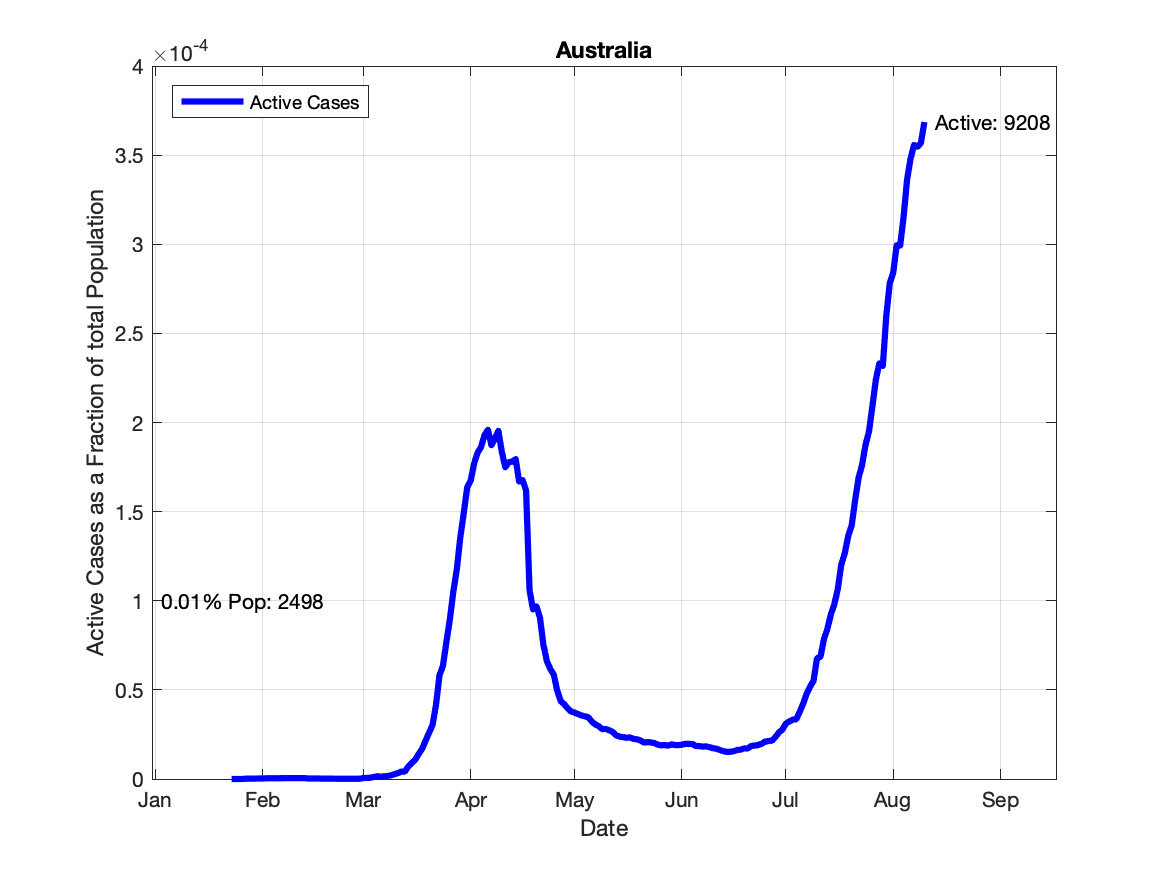 Australia
×10-4
Active Cases
Active: 9208
4
3.5
3
2.5
2
1.5
1
0.5
0
0.01% Pop: 2498
Active Cases as a Fraction of total Population
Jan Feb Mar Apr May Jun Jul Aug Sep
Date